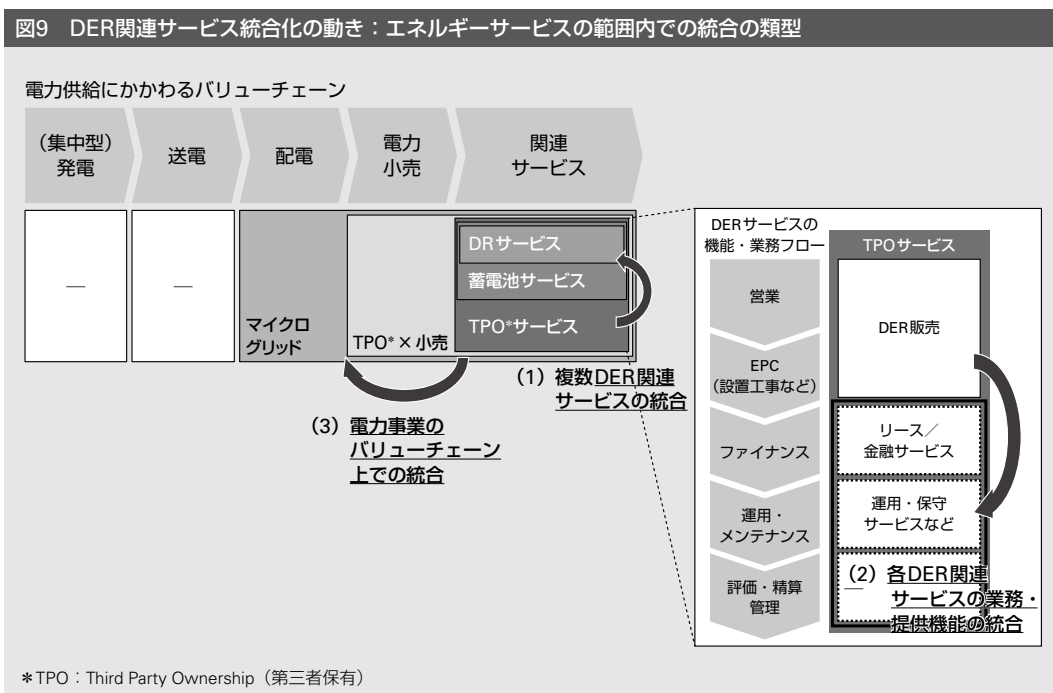 図9　DER関連サービス統合化の動き：エネルギーサービスの範囲内での統合の類型
電力供給にかかわるバリューチェーン
（集中型）
発電
送電
配電
電力
小売
関連
サービス
—
—
マイクロ
グリッド
TPO*×小売
DRサービス
蓄電池サービス
TPO*サービス
（1）複数DER関連
サービスの統合
（3）電力事業の
バリューチェーン
上での統合
DERサービスの
機能・業務フロー
TPOサービス
営業
EPC
（設置工事など）
ファイナンス
運用・
メンテナンス
評価・精算
管理
DER販売
リース／
金融サービス
運用・保守
サービスなど
—
（2）各DER関連
サービスの業務・
提供機能の統合
＊TPO：Third Party Ownership（第三者保有）